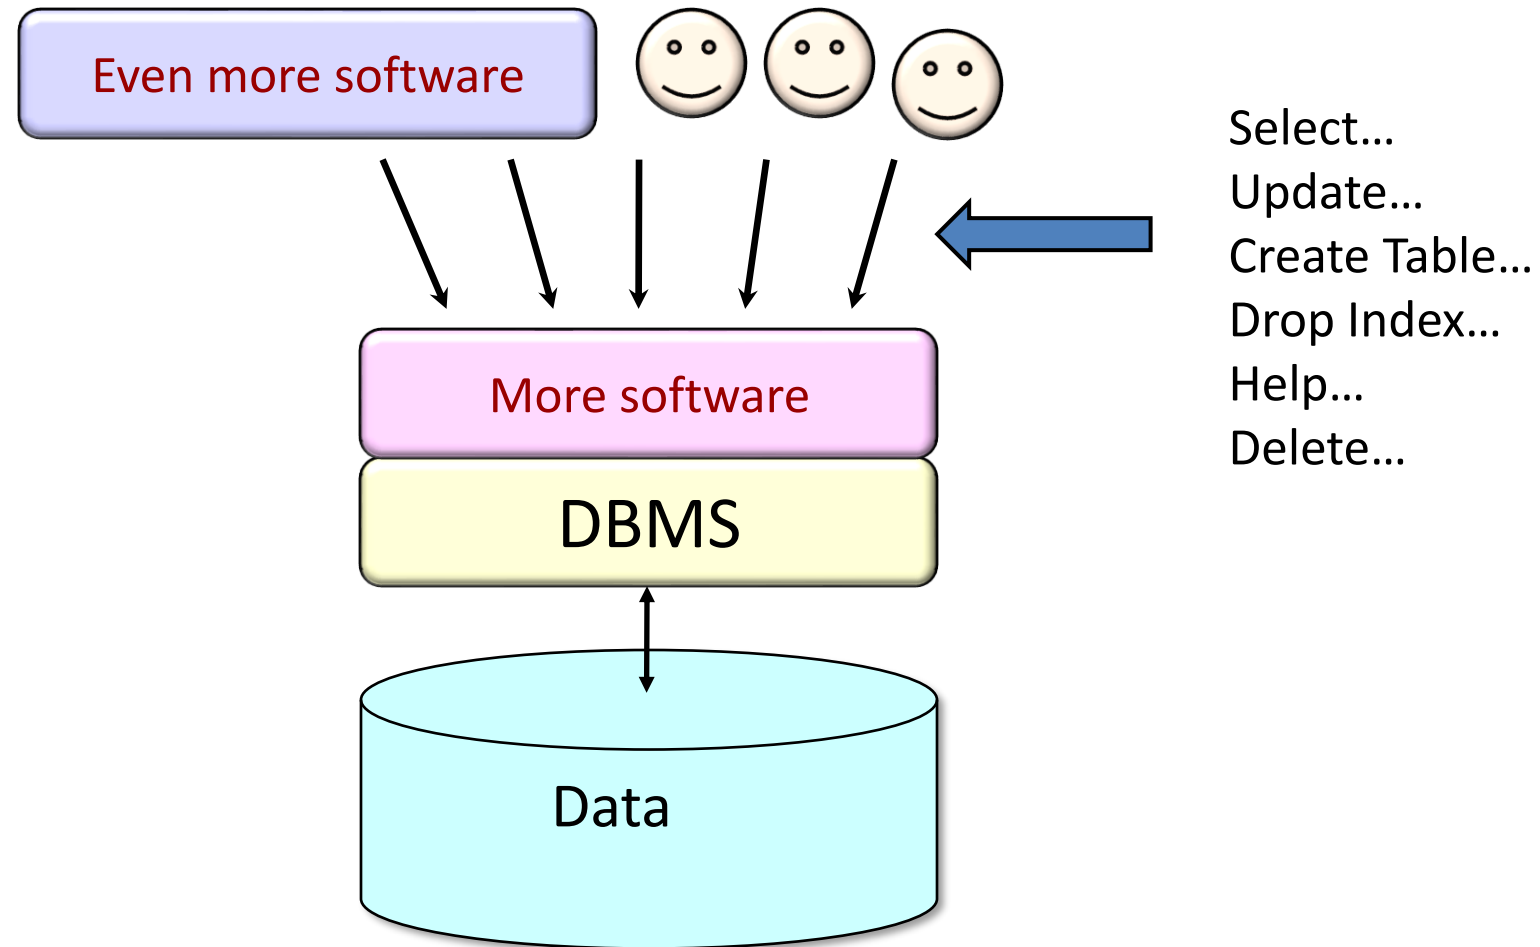 Even more software
Select…
Update…
Create Table…
Drop Index…
Help…
Delete…
More software
DBMS
Data